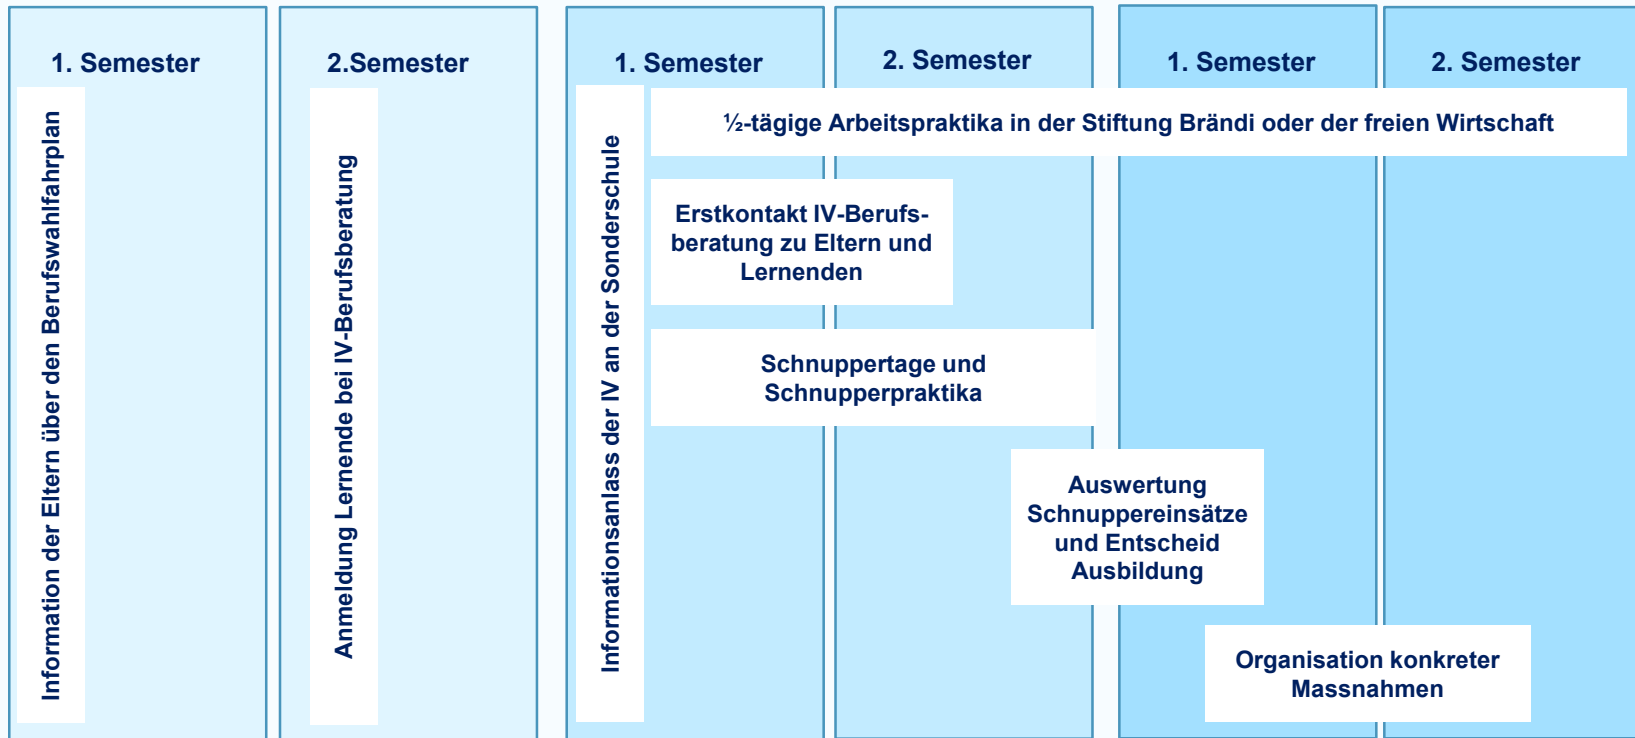 1. Semester
2.Semester
1. Semester
2. Semester
1. Semester
2. Semester
Information der Eltern über den Berufswahlfahrplan
Anmeldung Lernende bei IV-Berufsberatung
Informationsanlass der IV an der Sonderschule
½-tägige Arbeitspraktika in der Stiftung Brändi oder der freien Wirtschaft
Erstkontakt IV-Berufs-
beratung zu Eltern und
Lernenden
Schnuppertage und
Schnupperpraktika
Auswertung
Schnuppereinsätze
und Entscheid
Ausbildung
Organisation konkreter
Massnahmen